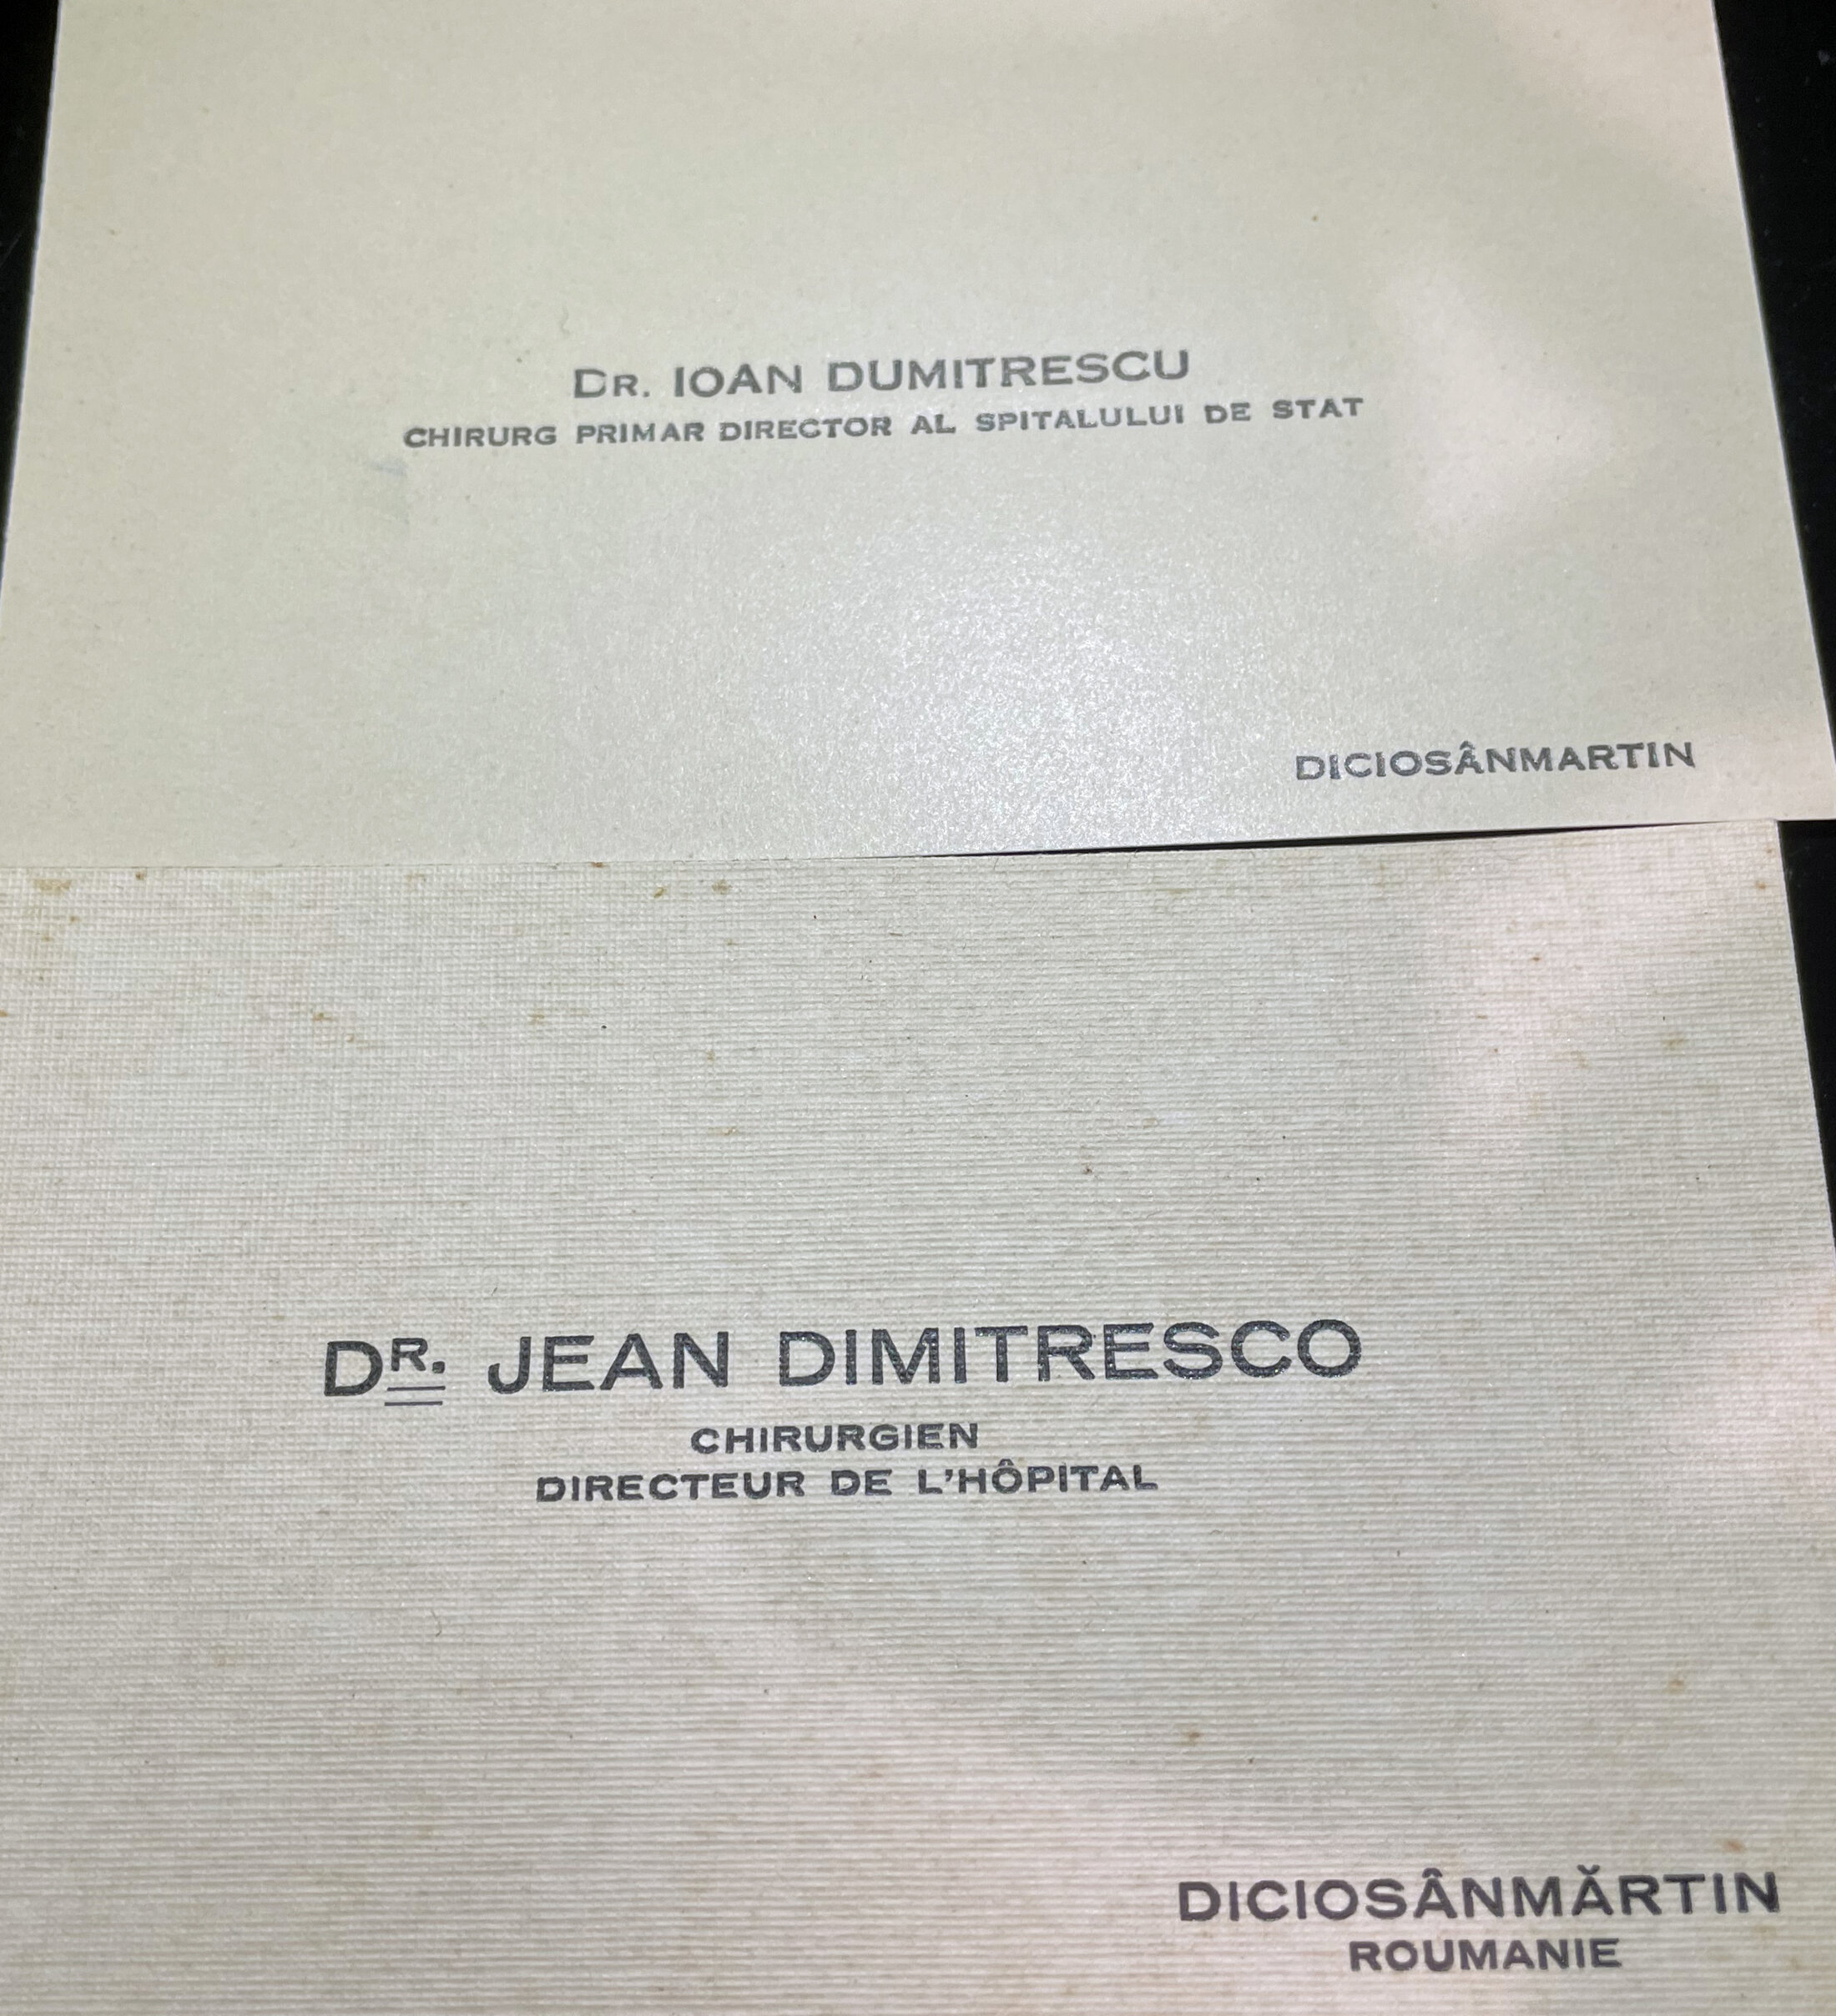 DR. IOAN DUMITRESCU
CHIRURG PRIMAR DIRECTOR AL SPITALULUI DE STAT
DICIOSÂNMARTIN
DR. JEAN DIMITRESCO
CHIRURGIEN
DIRECTEUR DE L'HÔPITAL
DICIOSÂNMĂRTIN
ROUMANIE